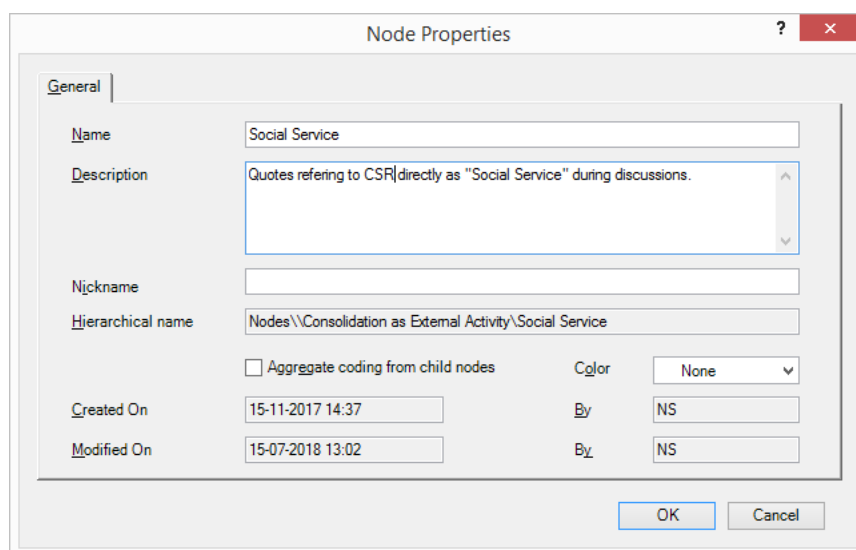 Node Properties
?
General
Name
Social Service
Description
Quotes refering to CSR directly as "Social Service" during discussions.
Nickname
Hierarchical name
Nodes\\Consolidation as External Activity\Social Service
Aggregate coding from child nodes
Color
None
Created On
15-11-2017 14:37
By
NS
Modified On
15-07-2018 13:02
By
NS
OK
Cancel